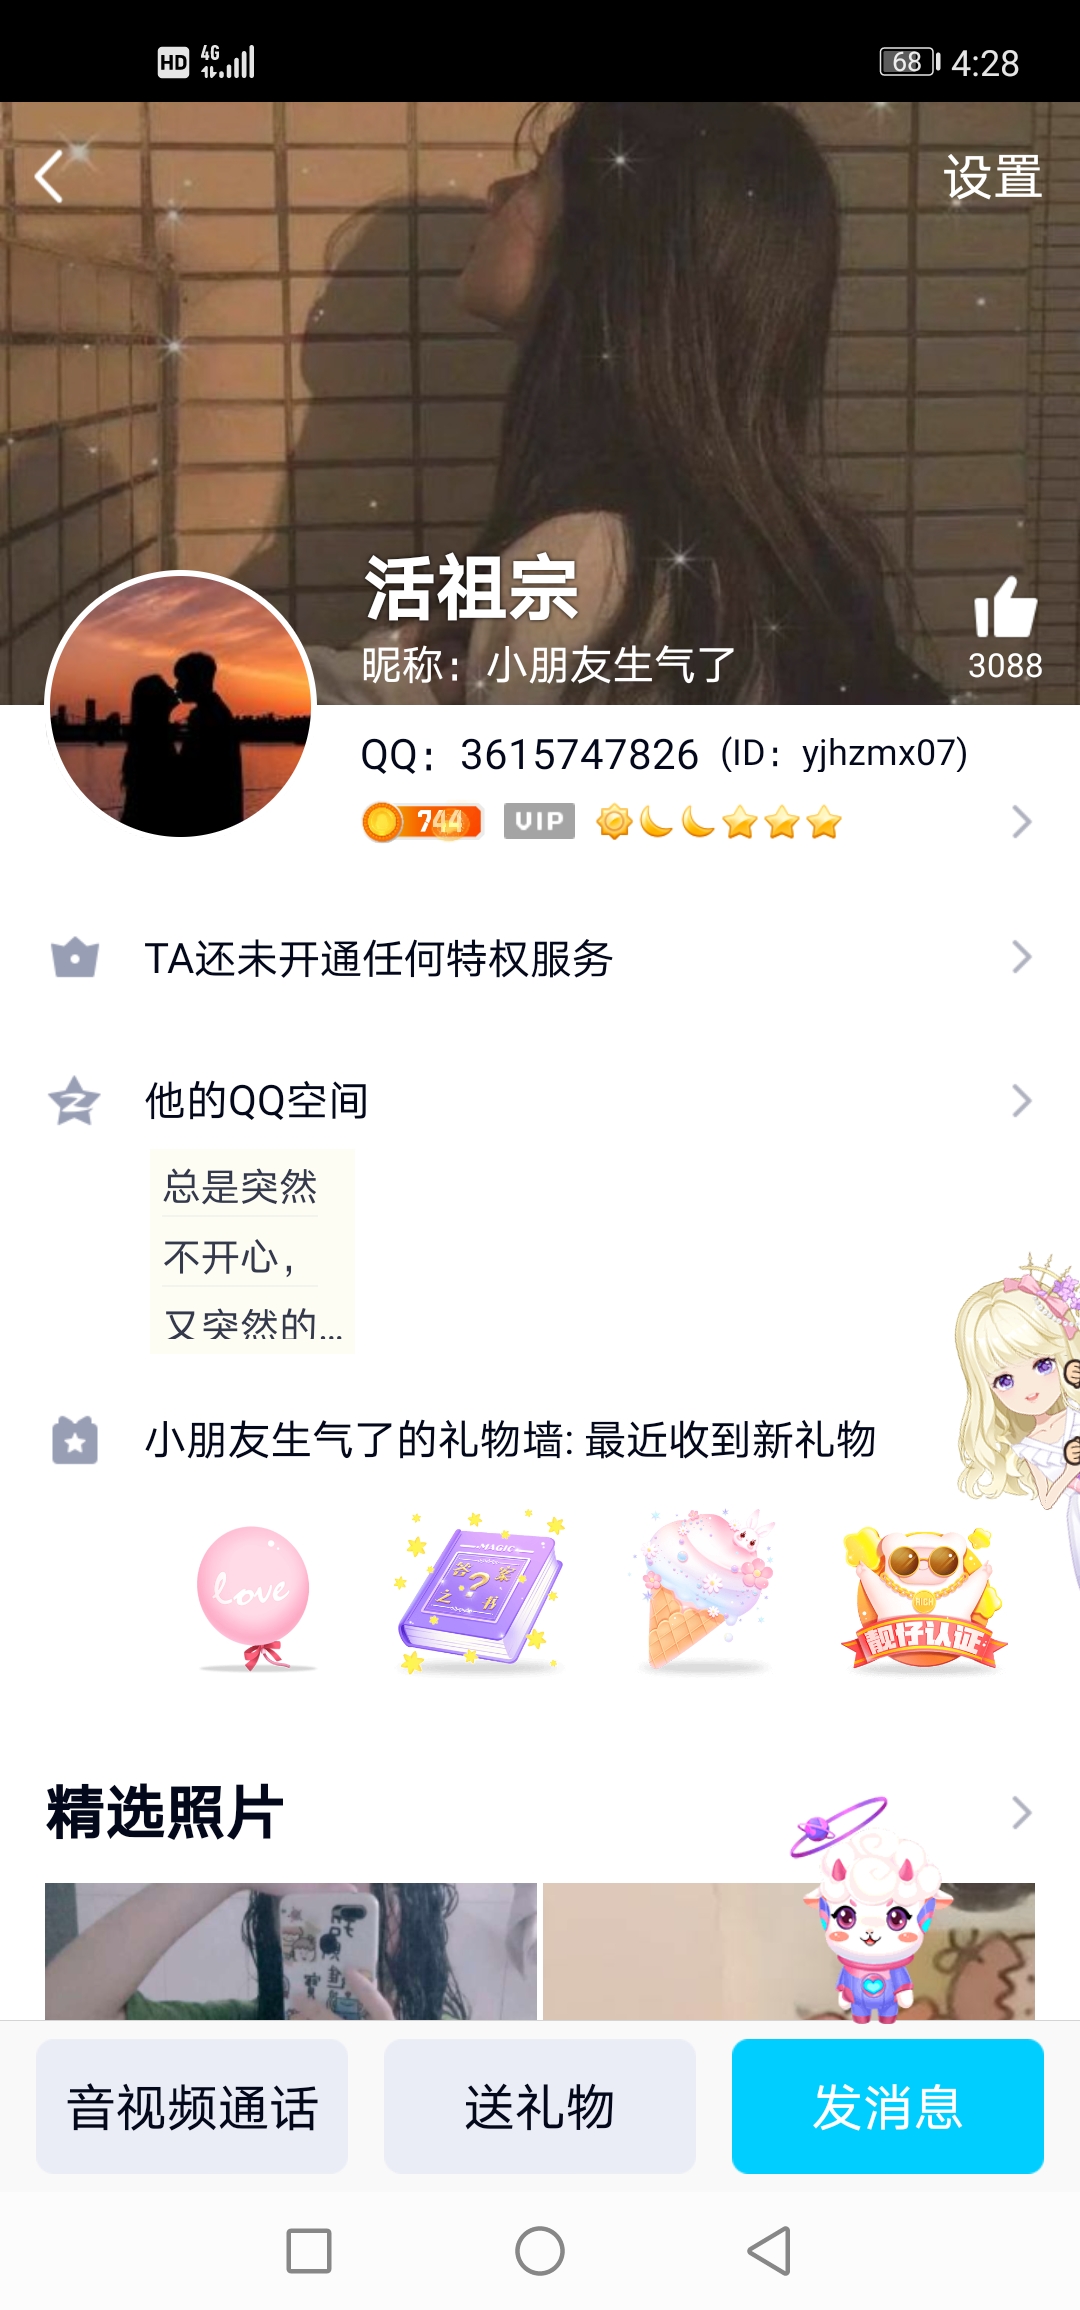 HD 4G 68 4:28
设置
活祖宗
昵称：小朋友生气了
3088
QQ：3615747826 (ID：yjhzmx07)
744 VIP
TA还未开通任何特权服务
他的QQ空间
总是突然
不开心，
又突然的...
小朋友生气了的礼物墙: 最近收到新礼物
love
MAGIC
答案
之书
RICH
靓仔认证
精选照片
音视频通话 送礼物 发消息